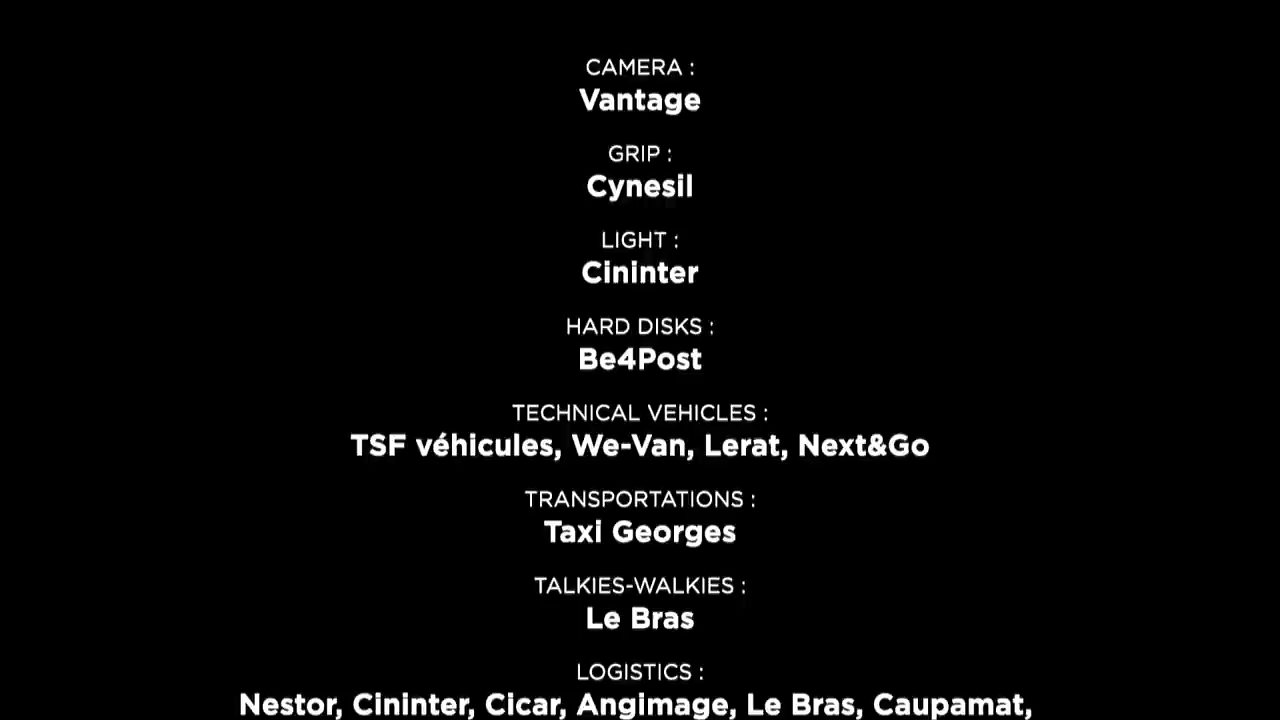 CAMERA :
Vantage
GRIP :
Cynesil
LIGHT :
Cininter
HARD DISKS :
Be4Post
TECHNICAL VEHICLES :
TSF véhicules, We-Van, Lerat, Next&Go
TRANSPORTATIONS :
Taxi Georges
TALKIES-WALKIES :
Le Bras
LOGISTICS :
Nestor, Cininter, Cicar, Angimage, Le Bras, Caupamat,